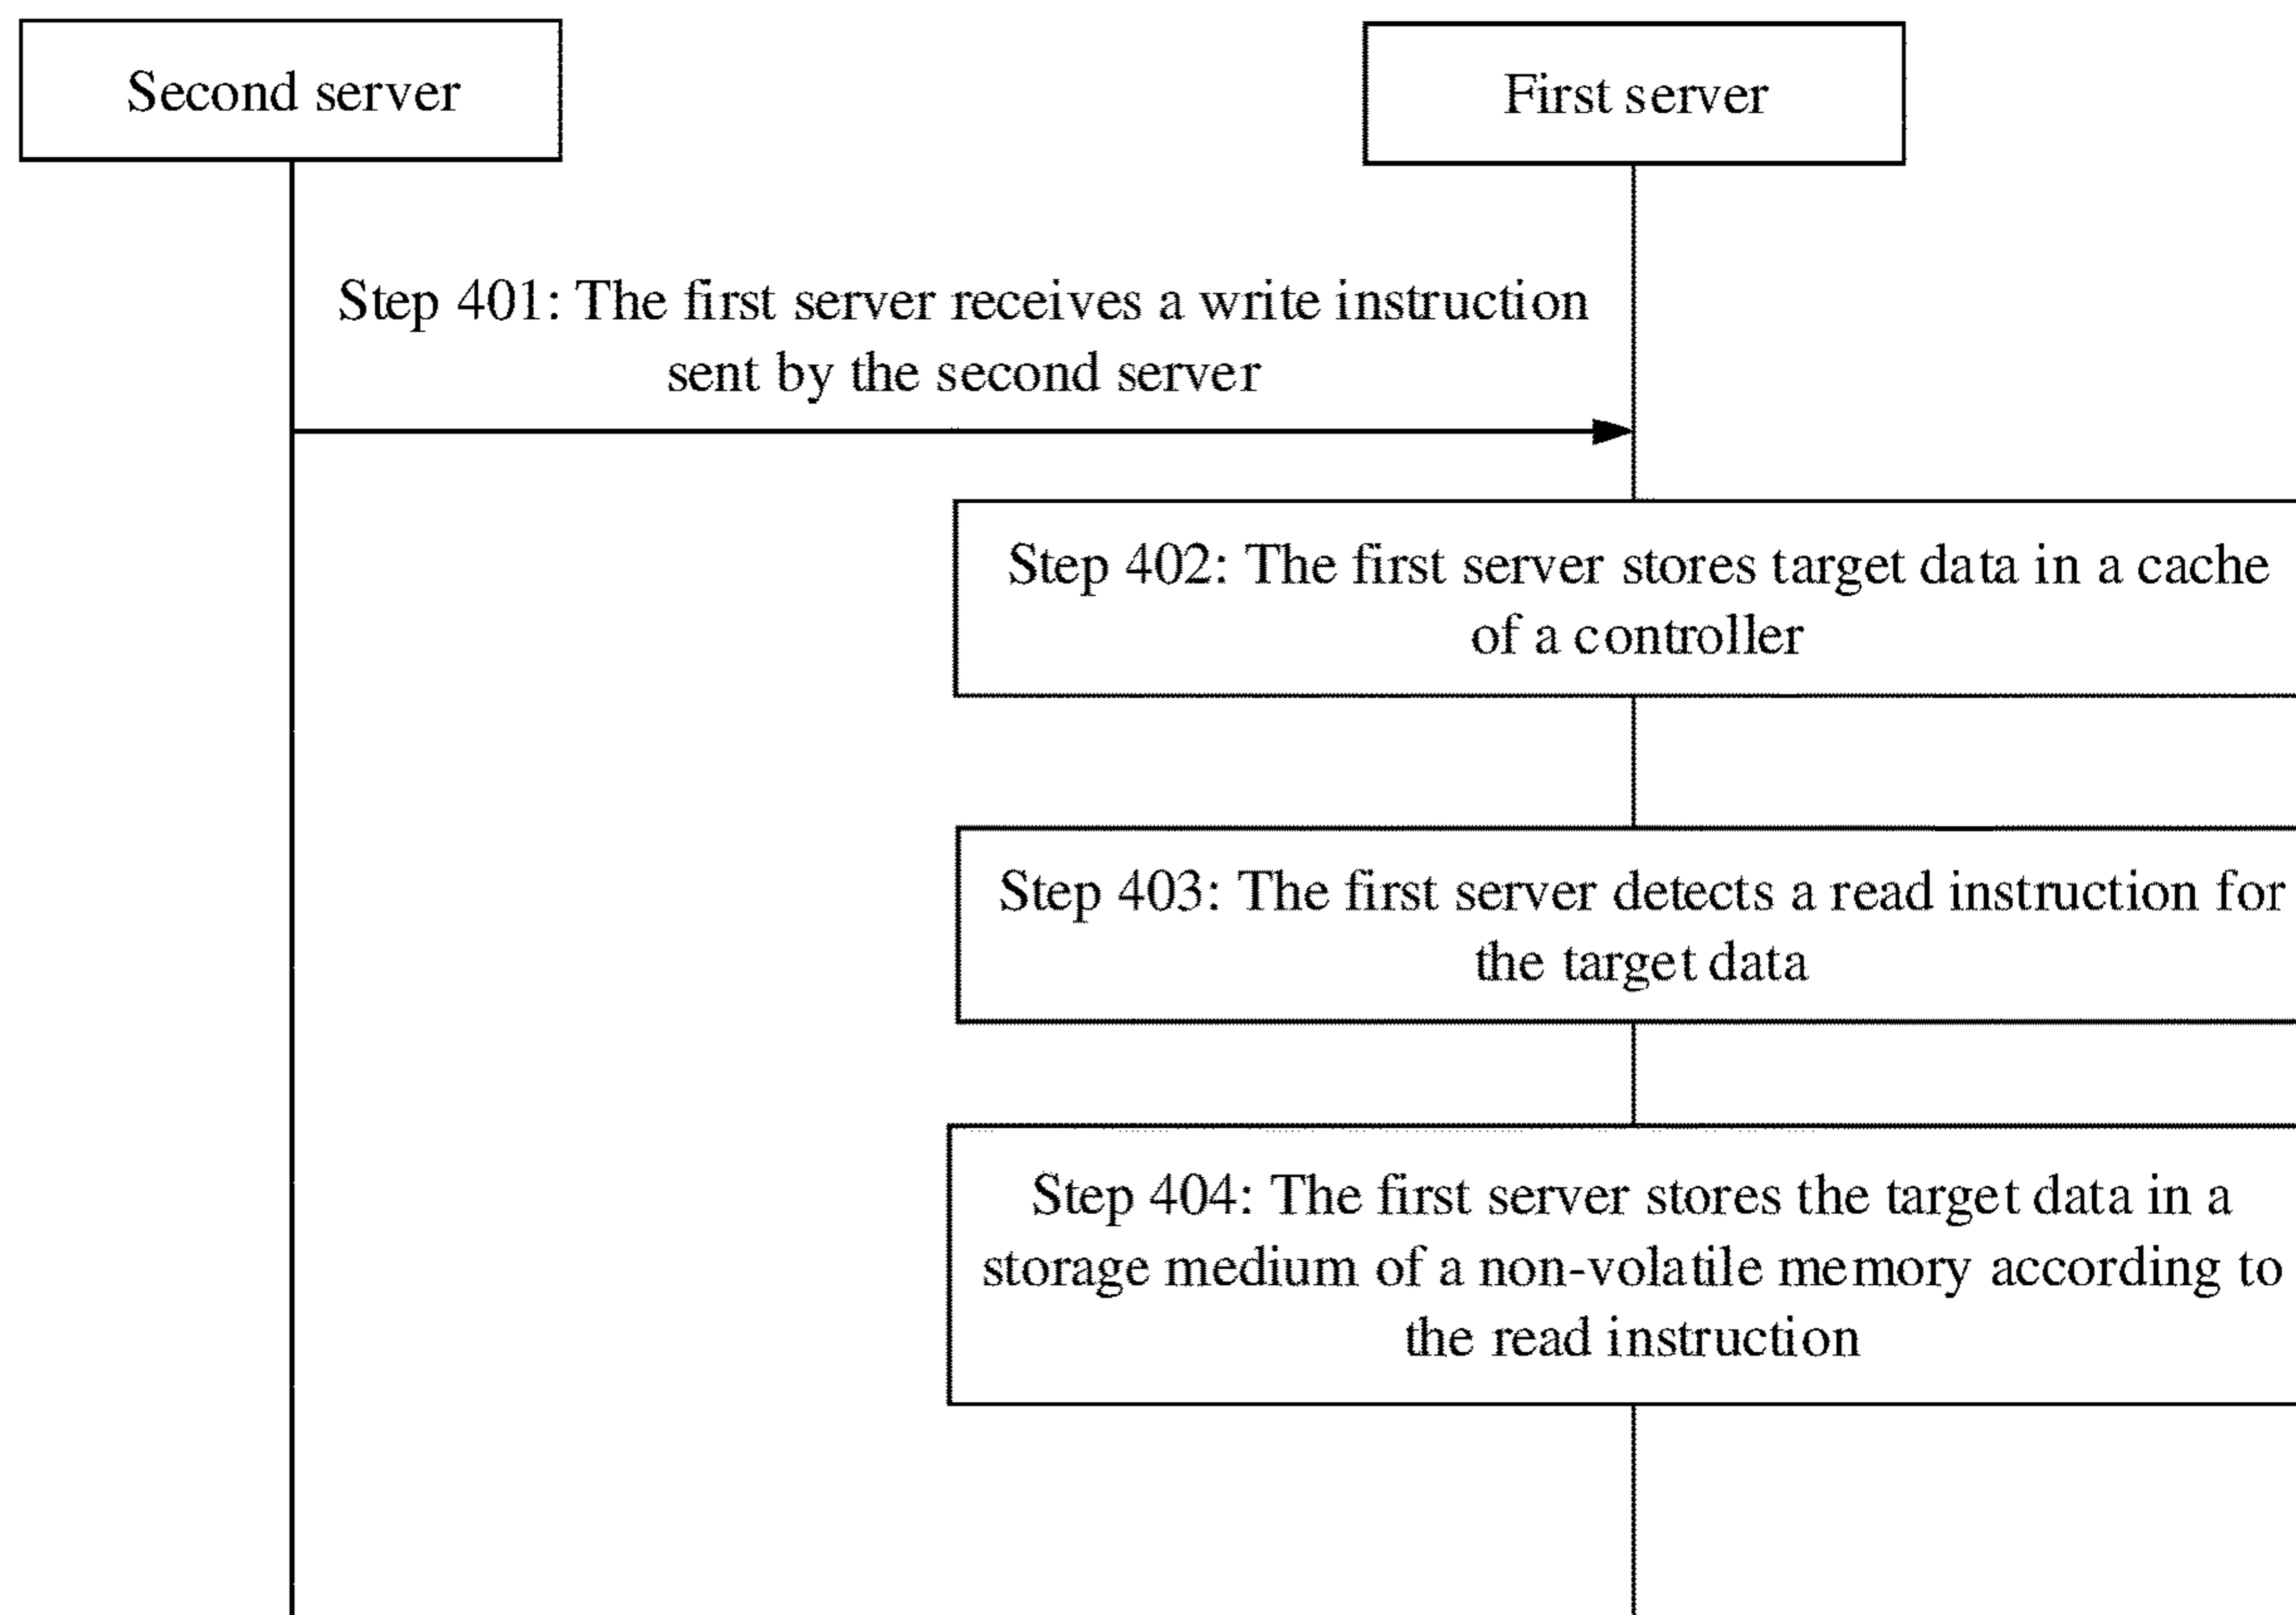 Second server
First server
Step 401: The first server receives a write instruction
sent by the second server
Step 402: The first server stores target data in a cache
of a controller
Step 403: The first server detects a read instruction for
the target data
Step 404: The first server stores the target data in a
storage medium of a non-volatile memory according to
the read instruction